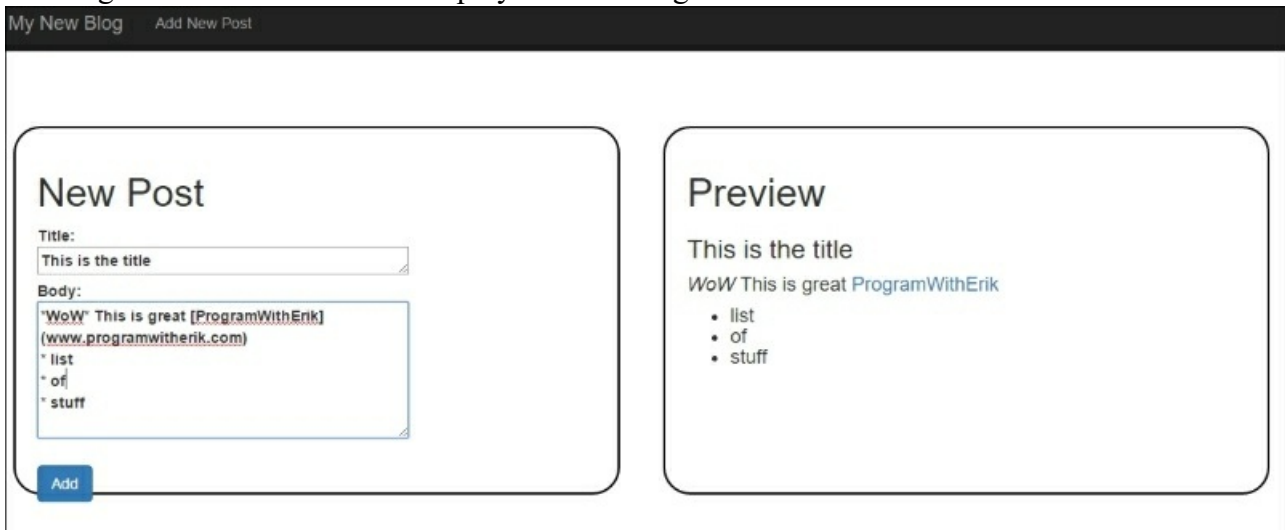 My New Blog Add New Post
New Post
Title:
This is the title
Body:
*WoW* This is great [ProgramWithErik]
(www.programwitherik.com)
* list
* of
* stuff
Add
Preview
This is the title
WoW This is great ProgramWithErik
• list
• of
• stuff